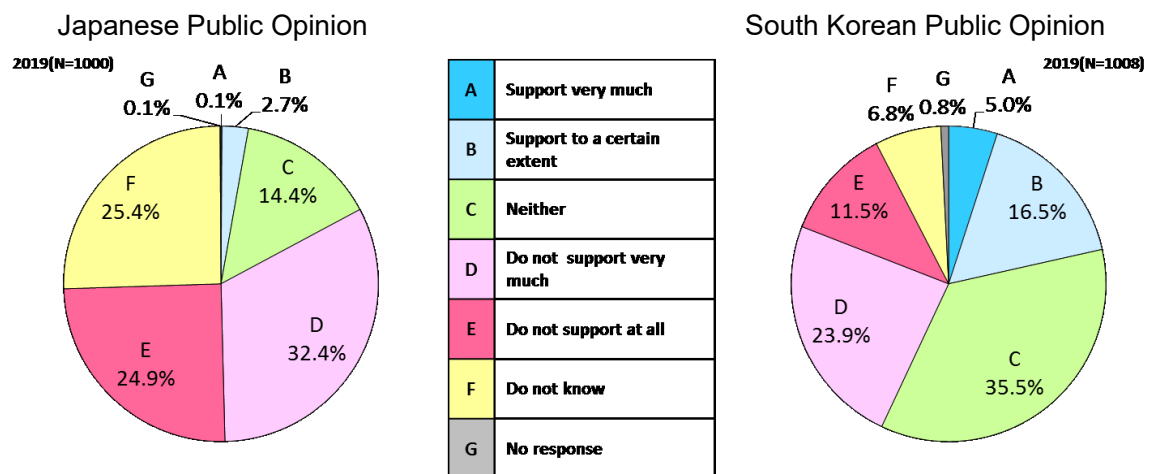 Japanese Public Opinion
2019(N=1000)
G
0.1%
A
0.1%
B
2.7%
C
14.4%
D
32.4%
E
24.9%
F
25.4%
A Support very much
B Support to a certain
extent
C Neither
D Do not support very
much
E Do not support at all
F Do not know
G No response
South Korean Public Opinion
2019(N=1008)
F
6.8%
G
0.8%
A
5.0%
B
16.5%
C
35.5%
D
23.9%
E
11.5%